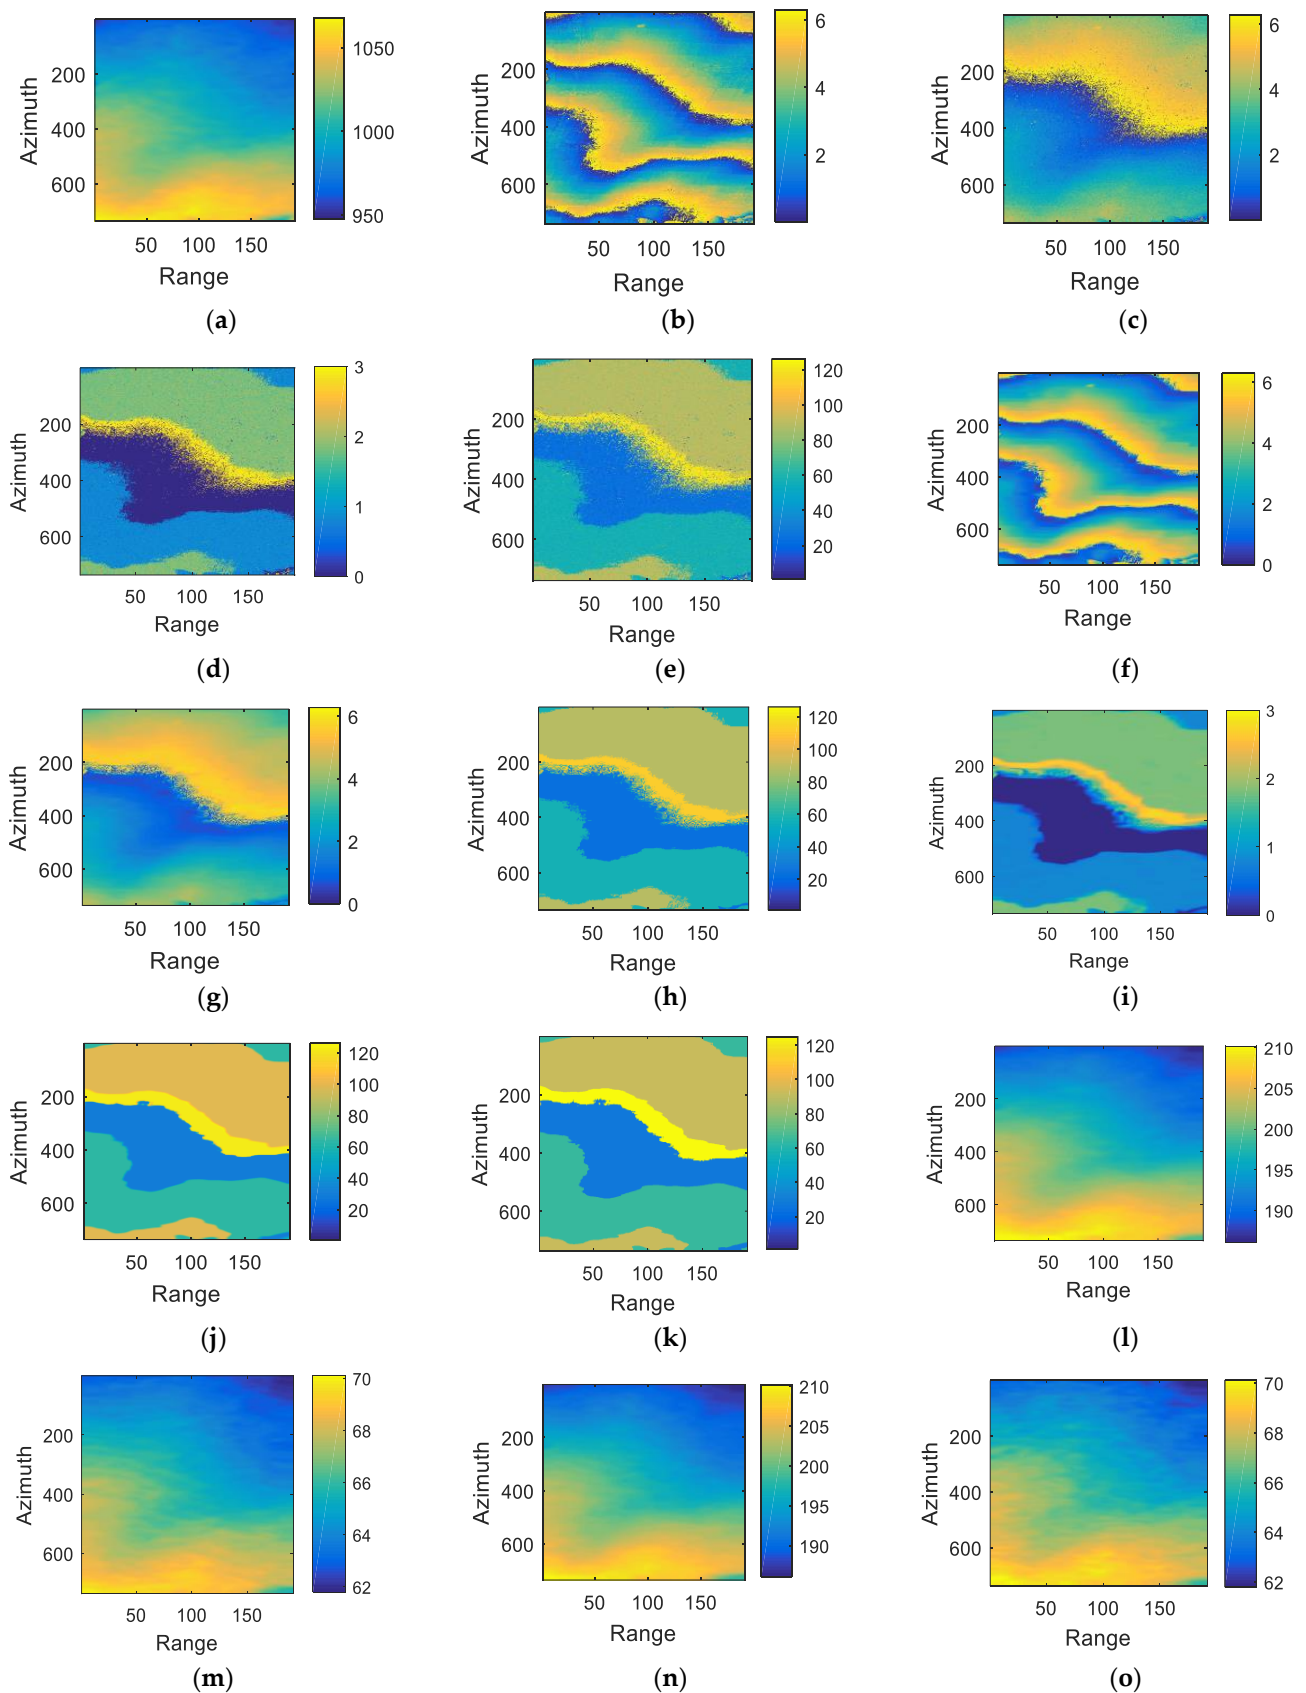 1050
1000
950
200
400
600
Azimuth
50 100 150
Range
(a)
6
4
2
200
400
600
Azimuth
50 100 150
Range
(b)
6
4
2
200
400
600
Azimuth
50 100 150
Range
(c)
3
2
1
0
200
400
600
Azimuth
50 100 150
Range
(d)
120
100
80
60
40
20
200
400
600
Azimuth
50 100 150
Range
(e)
6
4
2
0
200
400
600
Azimuth
50 100 150
Range
(f)
6
4
2
0
200
400
600
Azimuth
50 100 150
Range
(g)
120
100
80
60
40
20
200
400
600
Azimuth
50 100 150
Range
(h)
3
2
1
0
200
400
600
Azimuth
50 100 150
Range
(i)
120
100
80
60
40
20
200
400
600
Azimuth
50 100 150
Range
(j)
120
100
80
60
40
20
200
400
600
Azimuth
50 100 150
Range
(k)
210
205
200
195
190
200
400
600
Azimuth
50 100 150
Range
(l)
70
68
66
64
62
200
400
600
Azimuth
50 100 150
Range
(m)
210
205
200
195
190
200
400
600
Azimuth
50 100 150
Range
(n)
70
68
66
64
62
200
400
600
Azimuth
50 100 150
Range
(o)